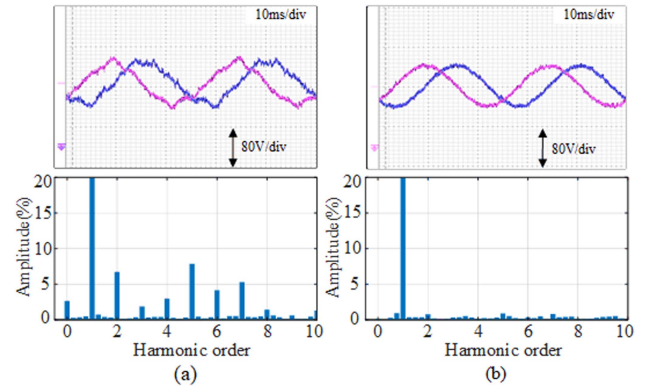 10ms/div
80V/div
10ms/div
80V/div
20
15
10
5
0
Amplitude(%)
0 2 4 6 8 10
Harmonic order
(a)
20
15
10
5
0
Amplitude(%)
0 2 4 6 8 10
Harmonic order
(b)